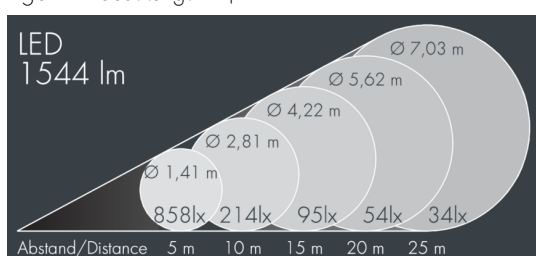 LED
1544 lm
Ø 7,03 m
Ø 5,62 m
Ø 4,22 m
Ø 2,81 m
Ø 1,41 m
858lx 214lx 95lx 54lx 34lx
Abstand/Distance 5 m 10 m 15 m 20 m 25 m